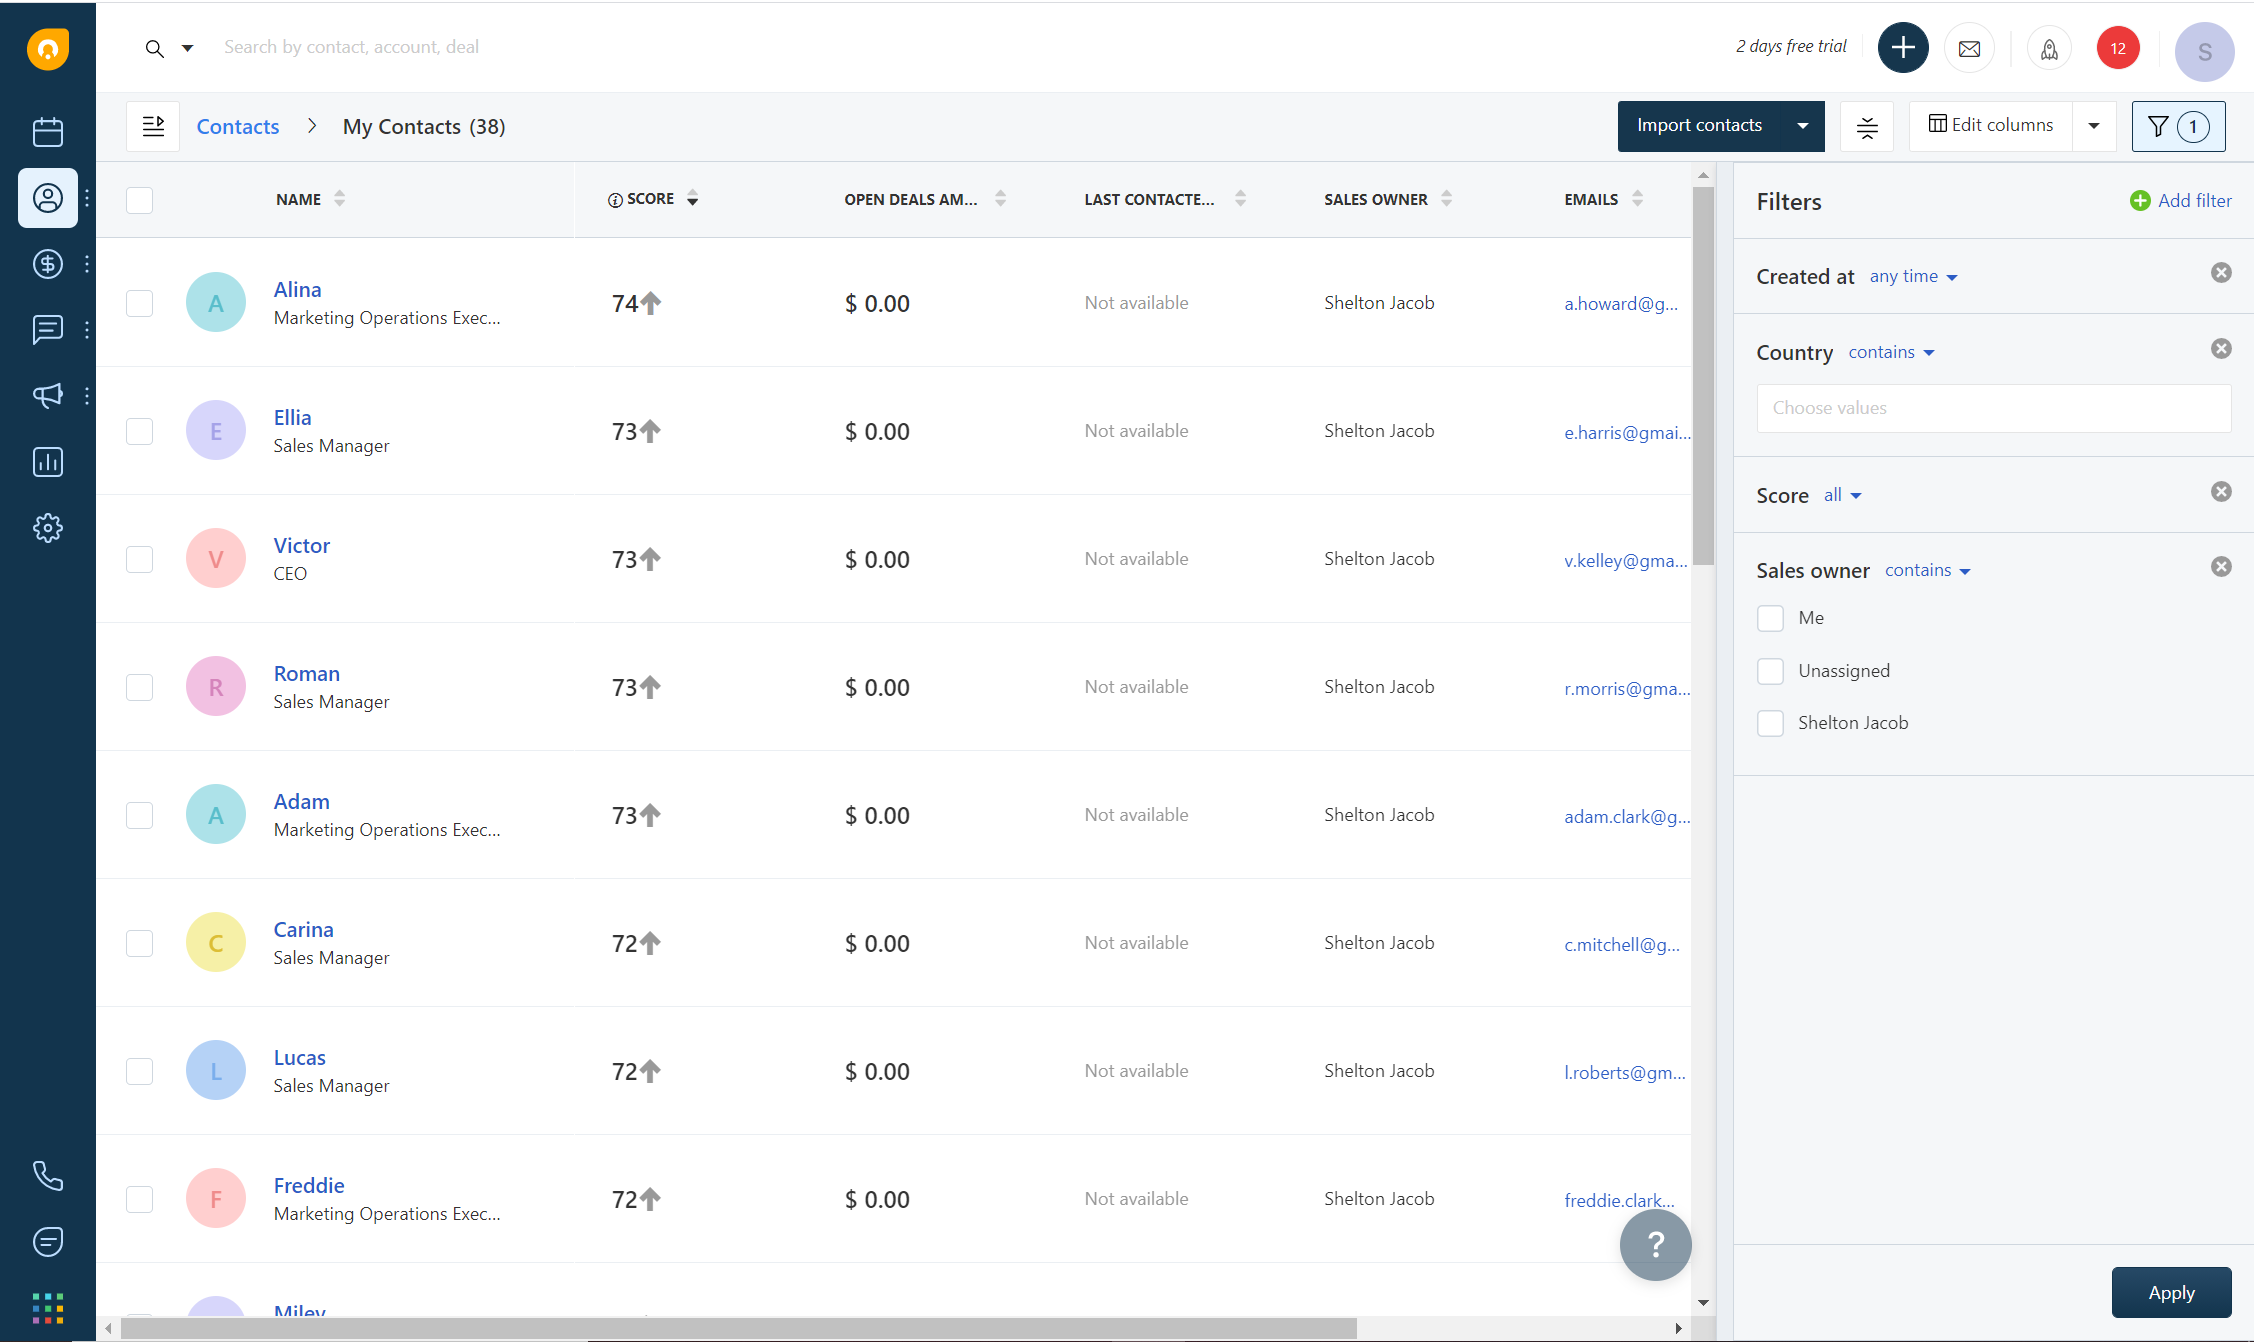 Search by contact, account, deal
2 days free trial
12
S
Contacts
My Contacts (38)
Import contacts
Edit columns
1
NAME
SCORE
OPEN DEALS AM...
LAST CONTACTE...
SALES OWNER
EMAILS
A
Alina
Marketing Operations Exec...
74
$ 0.00
Not available
Shelton Jacob
a.howard@g...
E
Ellia
Sales Manager
73
$ 0.00
Not available
Shelton Jacob
e.harris@gmai...
V
Victor
CEO
73
$ 0.00
Not available
Shelton Jacob
v.kelley@gma...
R
Roman
Sales Manager
73
$ 0.00
Not available
Shelton Jacob
r.morris@gma...
A
Adam
Marketing Operations Exec...
73
$ 0.00
Not available
Shelton Jacob
adam.clark@g...
C
Carina
Sales Manager
72
$ 0.00
Not available
Shelton Jacob
c.mitchell@g...
L
Lucas
Sales Manager
72
$ 0.00
Not available
Shelton Jacob
l.roberts@gm...
F
Freddie
Marketing Operations Exec...
72
$ 0.00
Not available
Shelton Jacob
freddie.clark...
Miley
?
Filters
Add filter
Created at any time
Country contains
Choose values
Score all
Sales owner contains
Me
Unassigned
Shelton Jacob
Apply